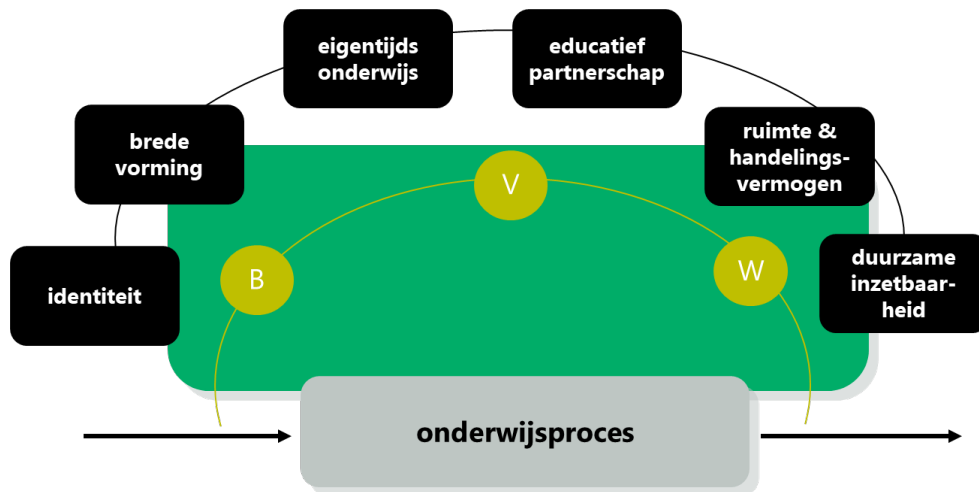 eigentijds
onderwijs
educatief
partnerschap
brede
vorming
ruimte &
handelings-
vermogen
V
identiteit
B
W
duurzame
inzetbaar-
heid
onderwijsproces